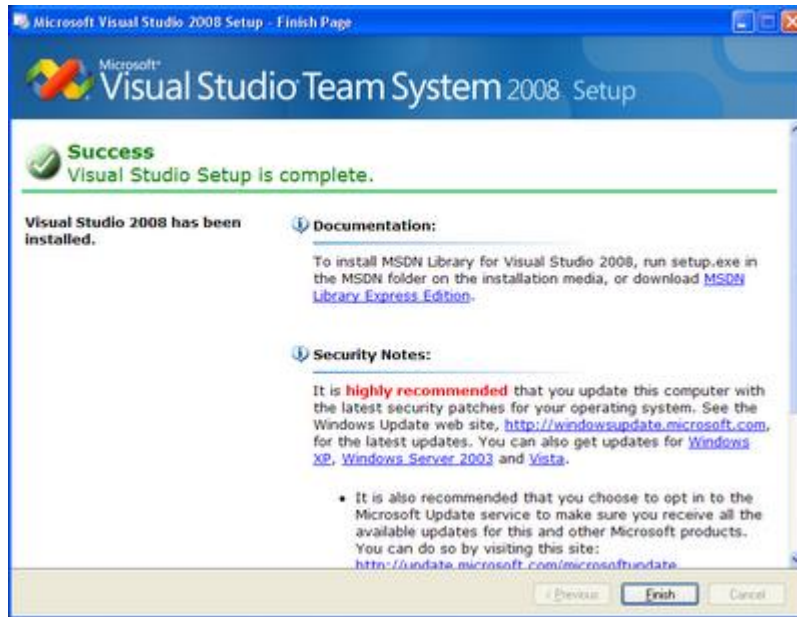 Microsoft Visual Studio 2008 Setup - Finish Page
Microsoft®
Visual Studio Team System 2008 Setup
Success
Visual Studio Setup is complete.
Visual Studio 2008 has been
installed.
Documentation:
To install MSDN Library for Visual Studio 2008, run setup.exe in
the MSDN folder on the installation media, or download MSDN
Library Express Edition.
Security Notes:
It is highly recommended that you update this computer with
the latest security patches for your operating system. See the
Windows Update web site, http://windowsupdate.microsoft.com,
for the latest updates. You can also get updates for Windows
XP, Windows Server 2003 and Vista.
• It is also recommended that you choose to opt in to the
Microsoft Update service to make sure you receive all the
available updates for this and other Microsoft products.
You can do so by visiting this site:
http://update.microsoft.com/microsoftupdate
< Previous
Finish
Cancel